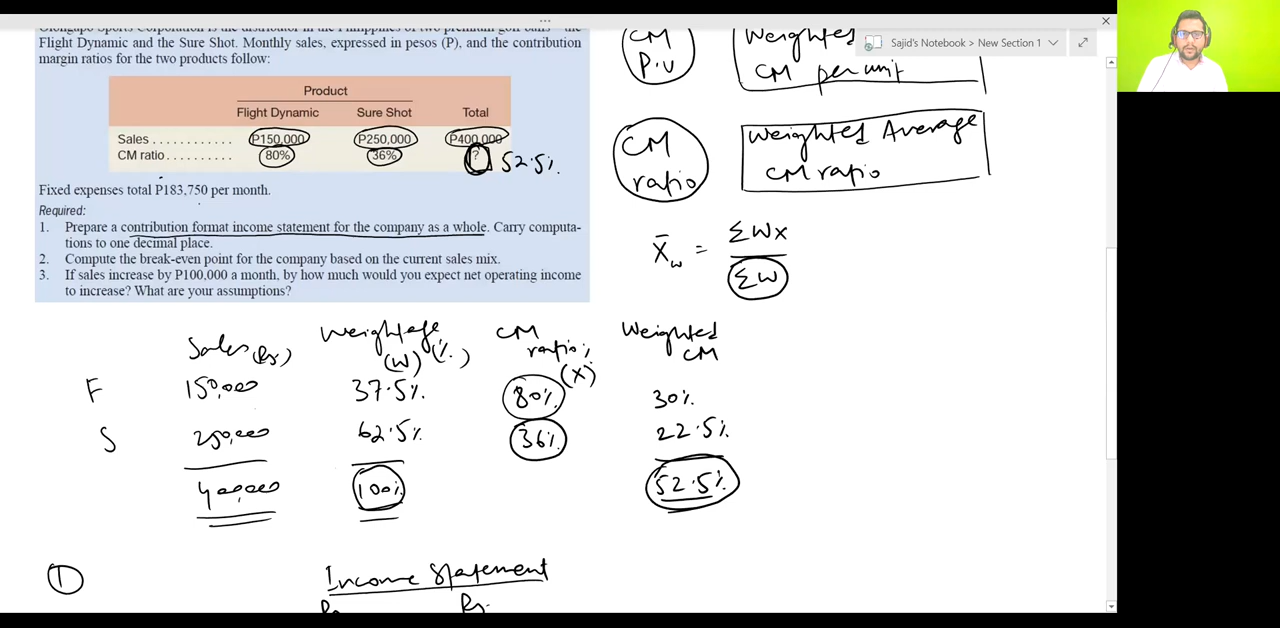 Olongapo Sports Corporation is the distributor in the Philippines of two premium golf balls—the
Flight Dynamic and the Sure Shot. Monthly sales, expressed in pesos (P), and the contribution
margin ratios for the two products follow:
Product
Flight Dynamic Sure Shot Total
Sales . . . . . . . . . . . . P150,000 P250,000 P400,000
CM ratio . . . . . . . . . . 80% 36% ? 52.5%
Fixed expenses total P183,750 per month.
Required:
1. Prepare a contribution format income statement for the company as a whole. Carry computa-
tions to one decimal place.
2. Compute the break-even point for the company based on the current sales mix.
3. If sales increase by P100,000 a month, by how much would you expect net operating income
to increase? What are your assumptions?
CM
P.U
Weighted
CM per unit
Sajid's Notebook > New Section 1
CM
ratio
Weighted Average
CM ratio
X̄w = ΣWX
ΣW
Sales (Rs) Weightage (W) (%) CM ratio % (X) Weighted CM
F 150,000 37.5% 80% 30%
S 250,000 62.5% 36% 22.5%
400,000 100% 52.5%
① Income Statement
Rs Rs.